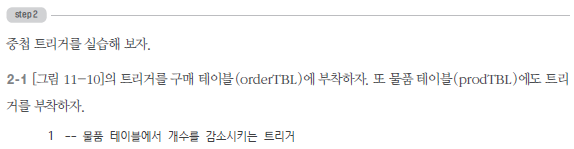 step 2
중첩 트리거를 실습해 보자.
2-1 [그림 11-10]의 트리거를 구매 테이블(orderTBL)에 부착하자. 또 물품 테이블(prodTBL)에도 트리
거를 부착하자.
1 -- 물품 테이블에서 개수를 감소시키는 트리거